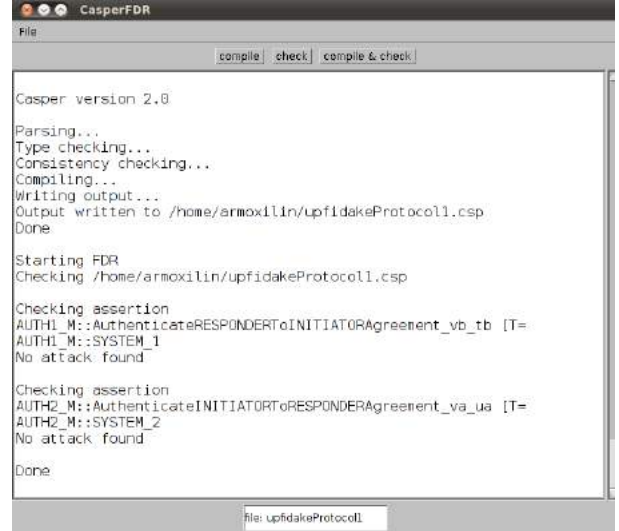 CasperFDR
File
compile check compile & check
Casper version 2.0
Parsing...
Type checking...
Consistency checking...
Compiling...
Writing output...
Output written to /home/armoxilin/upfidakeProtocol1.csp
Done
Starting FDR
Checking /home/armoxilin/upfidakeProtocol1.csp
Checking assertion
AUTH1_M::AuthenticateRESPONDERToINITIATORAgreement_vb_tb [T=
AUTH1_M::SYSTEM_1
No attack found
Checking assertion
AUTH2_M::AuthenticateINITIATORToRESPONDERAgreement_va_ua [T=
AUTH2_M::SYSTEM_2
No attack found
Done
file: upfidakeProtocol1